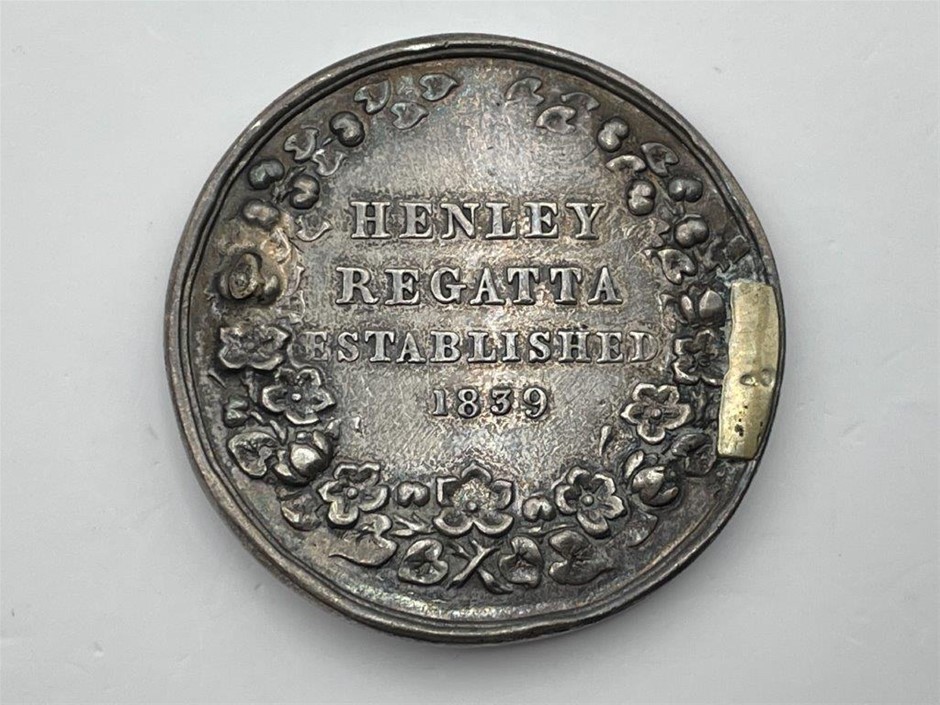 HENLEY
REGATTA
ESTABLISHED
1839